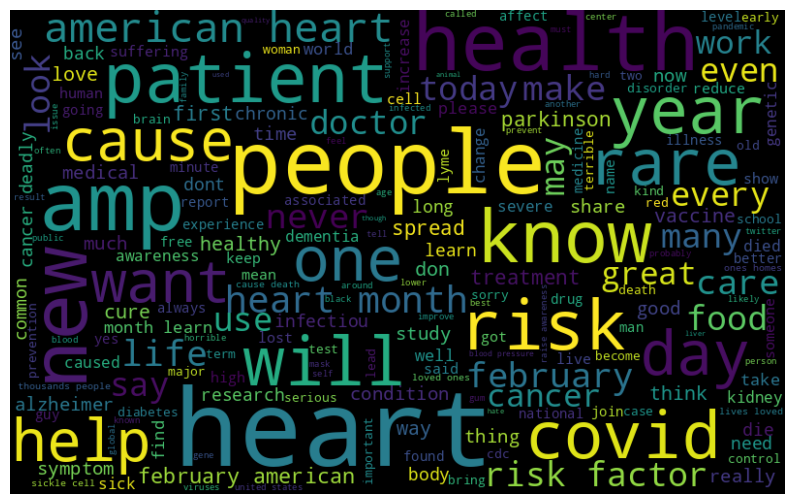 called
center
quality
must
pandemic
american heart
health
affect
level
early
see
woman
world
back
suffering
support
increase
work
love
patient
used
animal
hard
two
now
even
look
human
cell
today
make
disorder
reduce
family
going
brain
first
chronic
please
infected
another
genetic
issue
cause
time
doctor
parkinson
prevent
illness
old
year
often
minute
dont
feel
lyme
change
medicine
terrible
name
kind
show
medical
people
may
rare
result
report
associated
age
red
every
cancer deadly
amp
never
though
long
severe
share
vaccine
school
experience
tell
spread
public
twitter
much
free
healthy
dementia
know
many
died
better
probably
awareness
keep
one
don
learn
ones homes
new
want
mean
treatment
great
care
death
common
cause death
around
heart month
sorry
drug
likely
cure
always
black
lower
best
man
good
someone
prevention
month learn
use
infectiou
study
risk
food
blood
yes
horrible
improve
got
person
caused
life
term
lost
test
will
well
live
become
liver
day
major
mask
said
raise awareness
thousands people
say
high
self
lead
blood pressure
think
take
research
serious
condition
loved ones
cancer
kidney
alzheimer
diabetes
heart
gum
february
national
join
case
lives loved
guy
known
hate
die
help
find
important
way
thing
covid
need
global
found
cdc
control
symptom
gene
body
risk factor
really
sickle cell
sick
february american
bring
viruses
united states